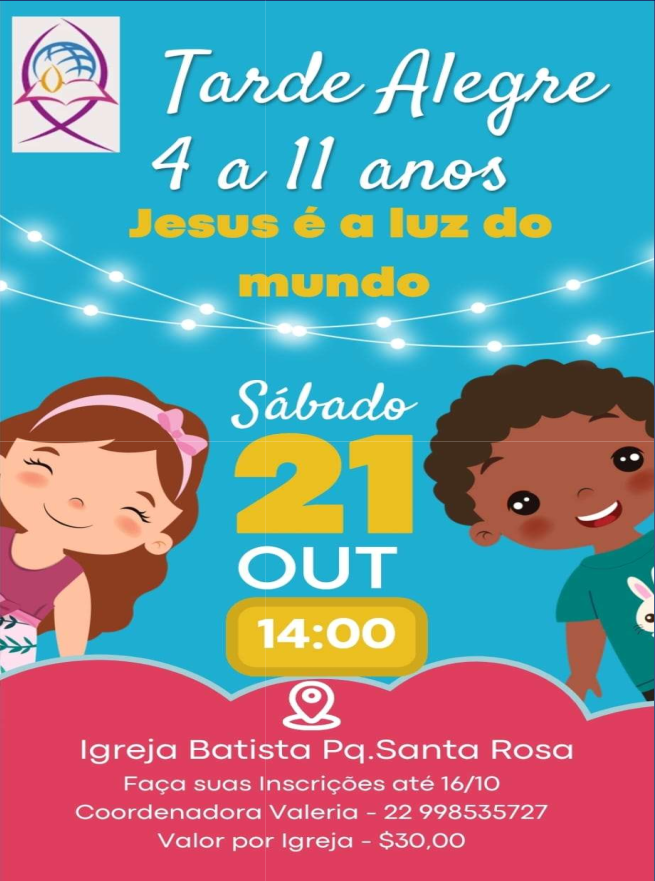 Tarde Alegre
4 a 11 anos
Jesus é a luz do
mundo
Sábado
21
OUT
14:00
Igreja Batista Pq.Santa Rosa
Faça suas Inscrições até 16/10
Coordenadora Valeria - 22 998535727
Valor por Igreja - $30,00